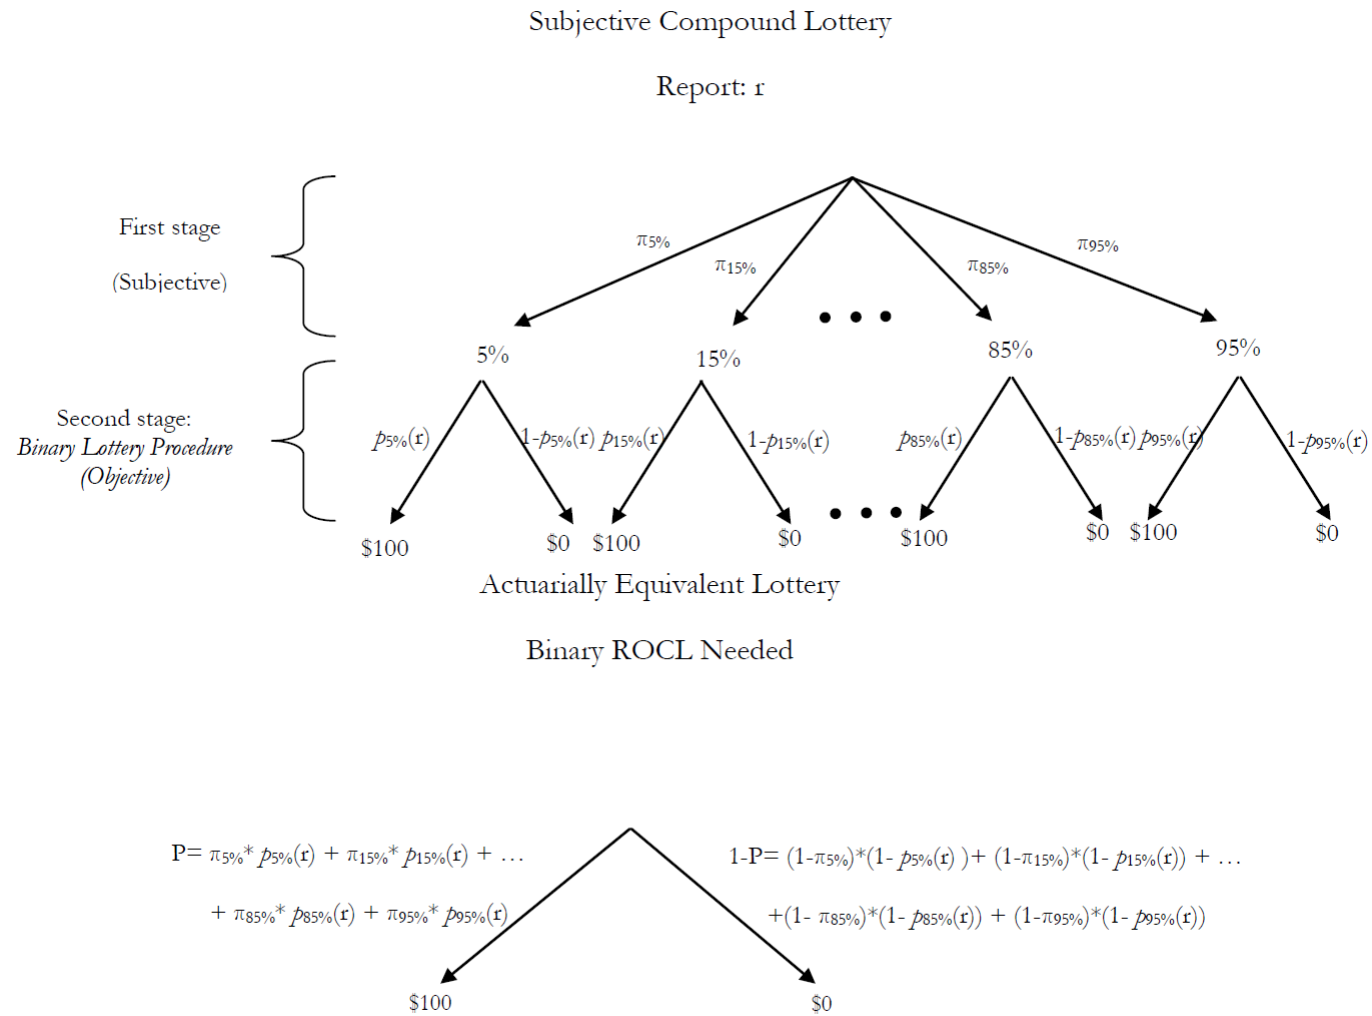 Subjective Compound Lottery
Report: r
First stage
(Subjective)
π5%
π15%
π85%
π95%
5%
15%
85%
95%
Second stage:
Binary Lottery Procedure
(Objective)
p5%(r)
1-p5%(r)
p15%(r)
1-p15%(r)
p85%(r)
1-p85%(r)
p95%(r)
1-p95%(r)
$100
$0
$100
$0
$100
$0
$100
$0
Actuarially Equivalent Lottery
Binary ROCL Needed
P= π5%* p5%(r) + π15%* p15%(r) + …
+ π85%* p85%(r) + π95%* p95%(r)
1-P= (1-π5%)*(1- p5%(r) )+ (1-π15%)*(1- p15%(r)) + …
+(1- π85%)*(1- p85%(r)) + (1-π95%)*(1- p95%(r))
$100
$0